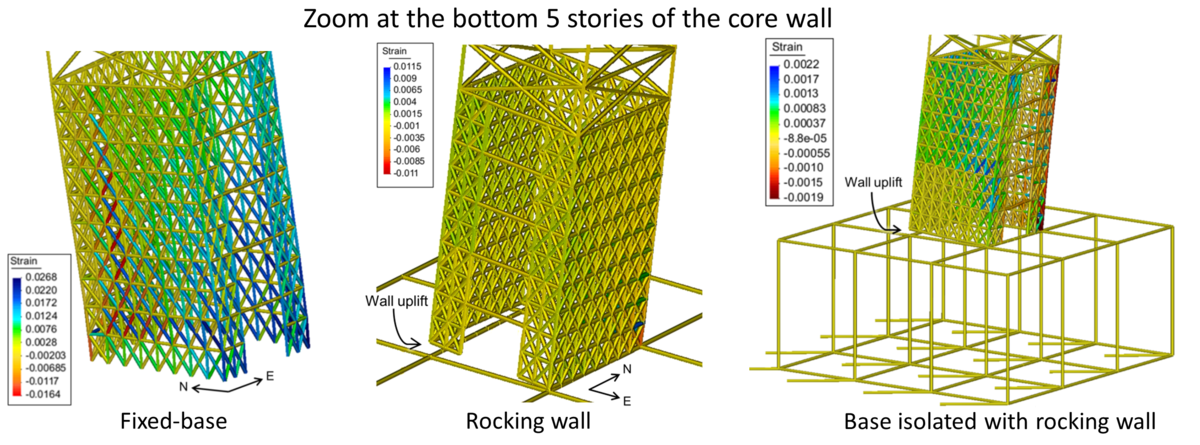 Zoom at the bottom 5 stories of the core wall
Strain
0.0268
0.0220
0.0172
0.0124
0.0076
0.0028
-0.00203
-0.00685
-0.0117
-0.0164
N
E
Fixed-base
Strain
0.0115
0.009
0.0065
0.004
0.0015
-0.001
-0.0035
-0.006
-0.0085
-0.011
Wall uplift
N
E
Rocking wall
Strain
0.0022
0.0017
0.0013
0.00083
0.00037
-8.8e-05
-0.00055
-0.0010
-0.0015
-0.0019
Wall uplift
Base isolated with rocking wall